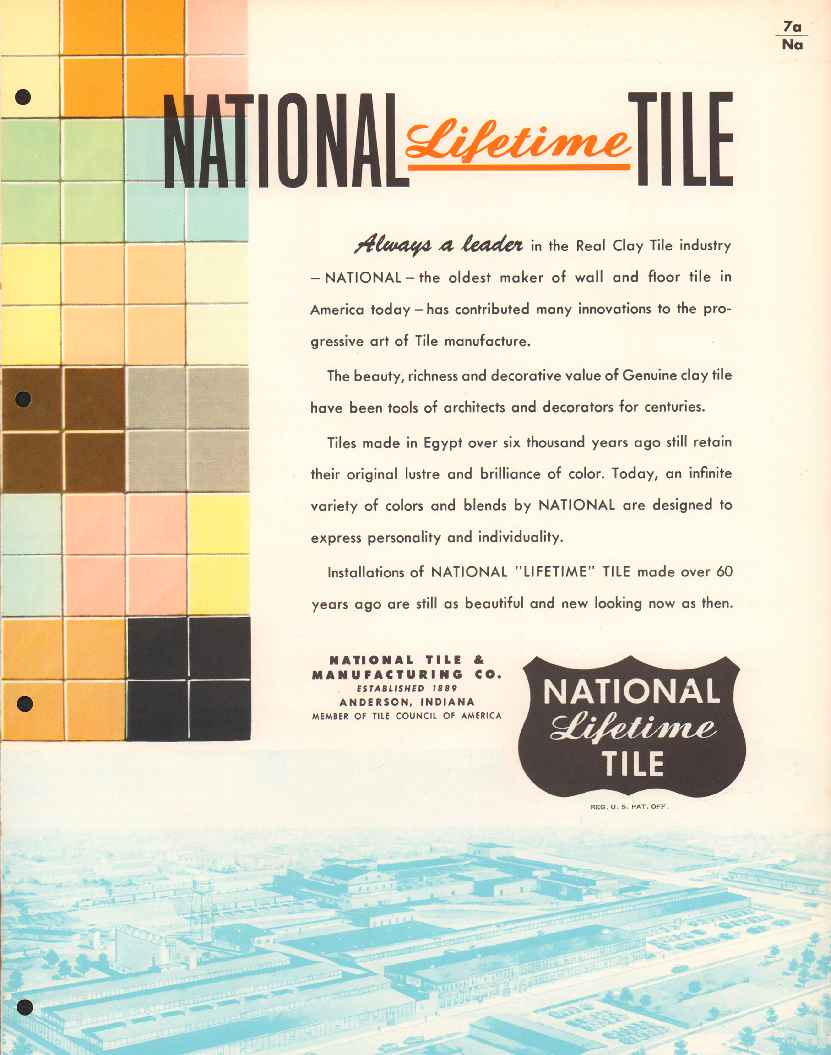 7a
Na
NATIONAL Lifetime TILE
Always a leader in the Real Clay Tile industry
– NATIONAL – the oldest maker of wall and floor tile in
America today – has contributed many innovations to the pro-
gressive art of Tile manufacture.
The beauty, richness and decorative value of Genuine clay tile
have been tools of architects and decorators for centuries.
Tiles made in Egypt over six thousand years ago still retain
their original lustre and brilliance of color. Today, an infinite
variety of colors and blends by NATIONAL are designed to
express personality and individuality.
Installations of NATIONAL "LIFETIME" TILE made over 60
years ago are still as beautiful and new looking now as then.
NATIONAL TILE &
MANUFACTURING CO.
ESTABLISHED 1889
ANDERSON, INDIANA
MEMBER OF TILE COUNCIL OF AMERICA
NATIONAL
Lifetime
TILE
REG. U. S. PAT. OFF.